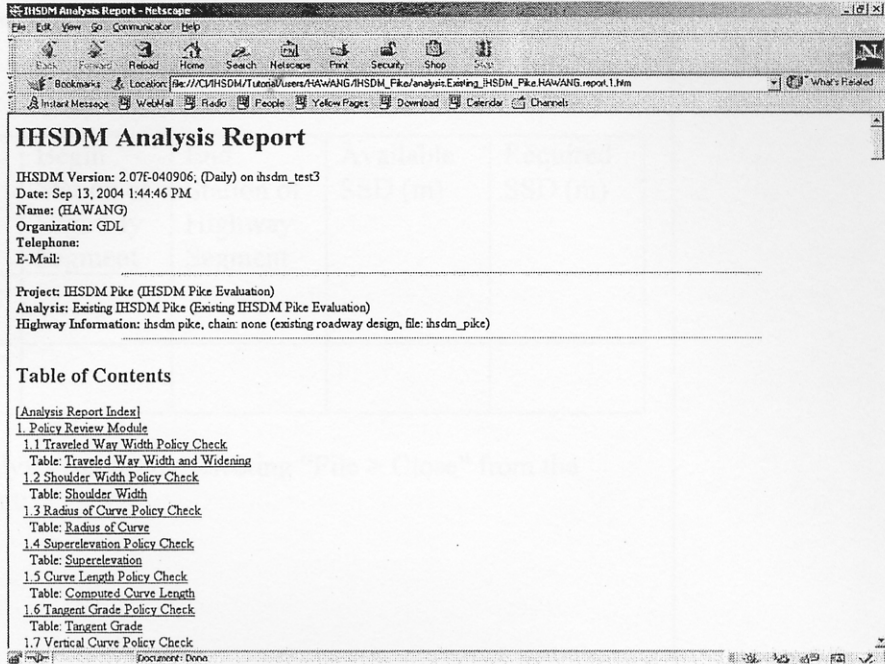 IHSDM Analysis Report - Netscape
File Edit View Go Communicator Help
Back Forward Reload Home Search Netscape Print Security Shop Stop
N
Bookmarks Location: file:///C|/IHSDM/Tutorial/users/HAWANG/IHSDM_Pike/analysis.Existing_IHSDM_Pike.HAWANG.report.1.htm What's Related
Instant Message WebMail Radio People Yellow Pages Download Calendar Channels
IHSDM Analysis Report
IHSDM Version: 2.07f-040906; (Daily) on ihsdm_test3
Date: Sep 13, 2004 1:44:46 PM
Name: (HAWANG)
Organization: GDL
Telephone:
E-Mail:
Project: IHSDM Pike (IHSDM Pike Evaluation)
Analysis: Existing IHSDM Pike (Existing IHSDM Pike Evaluation)
Highway Information: ihsdm pike, chain: none (existing roadway design, file: ihsdm_pike)
Table of Contents
[Analysis Report Index]
1. Policy Review Module
1.1 Traveled Way Width Policy Check
Table: Traveled Way Width and Widening
1.2 Shoulder Width Policy Check
Table: Shoulder Width
1.3 Radius of Curve Policy Check
Table: Radius of Curve
1.4 Superelevation Policy Check
Table: Superelevation
1.5 Curve Length Policy Check
Table: Computed Curve Length
1.6 Tangent Grade Policy Check
Table: Tangent Grade
1.7 Vertical Curve Policy Check
Document: Done